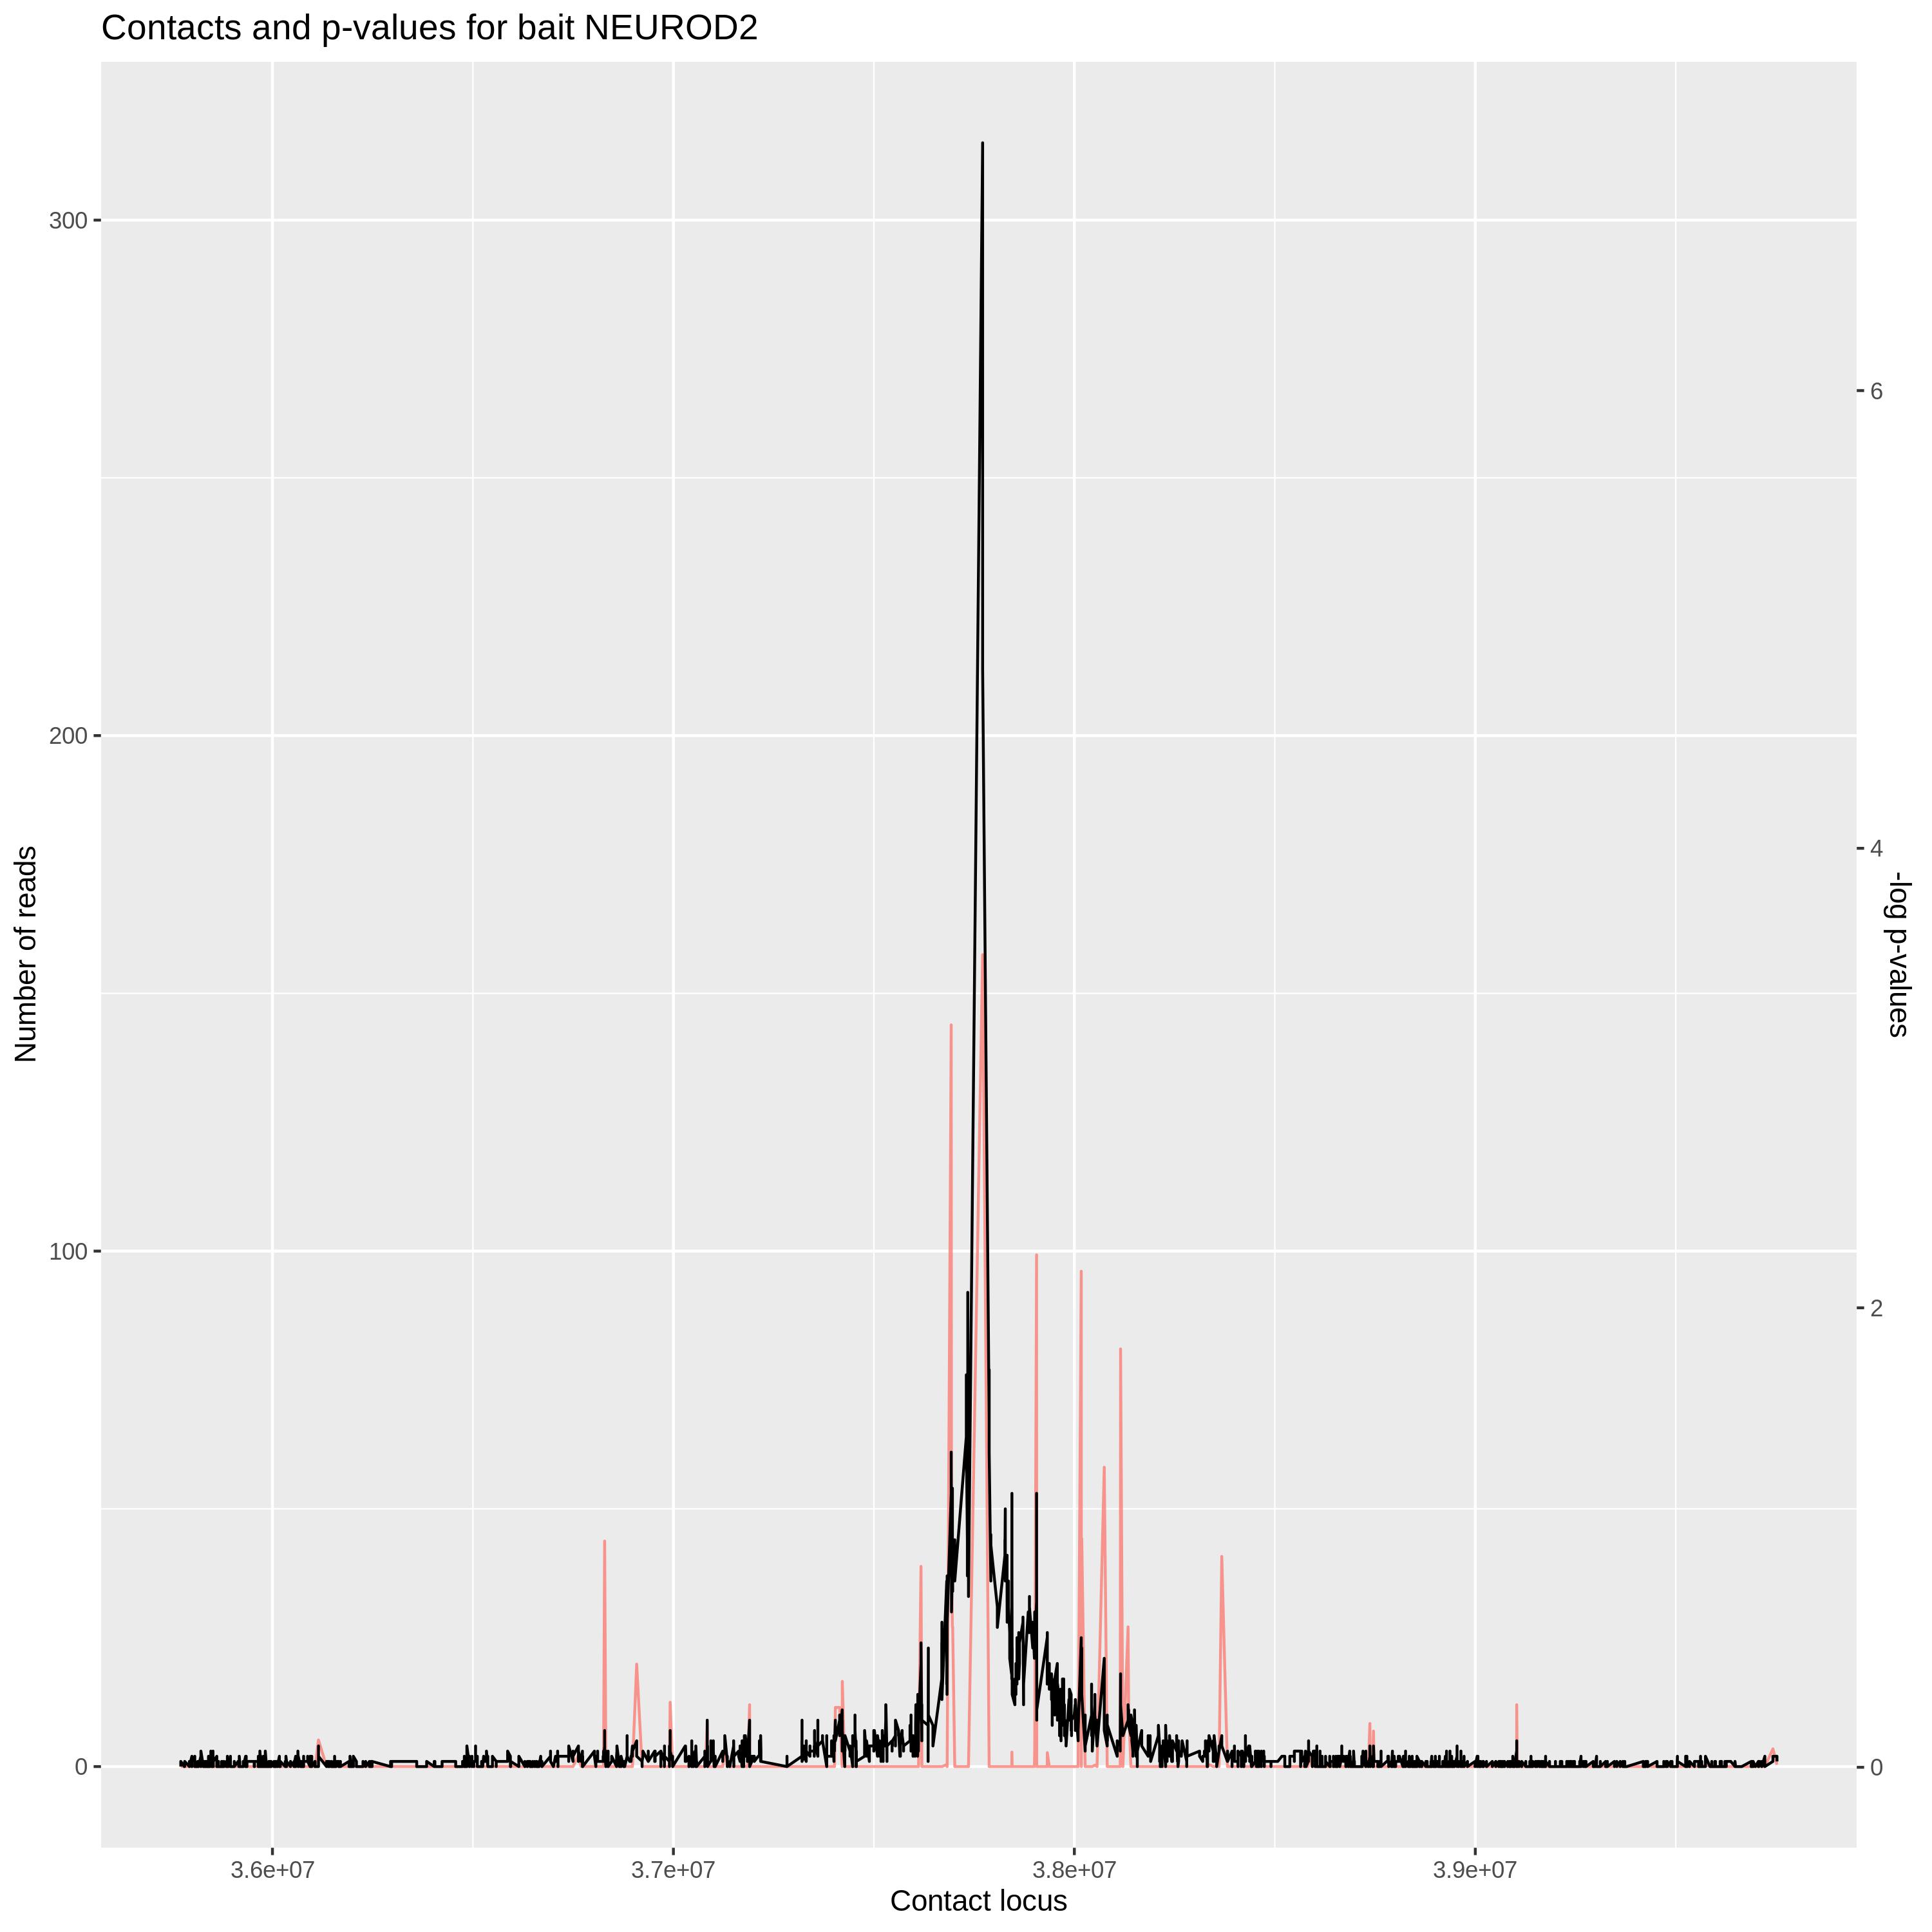 Contacts and p-values for bait NEUROD2
300
200
100
0
Number of reads
6
4
2
0
-log p-values
3.6e+07
3.7e+07
3.8e+07
3.9e+07
Contact locus